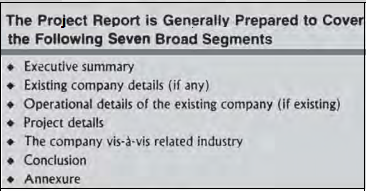 The Project Report is Generally Prepared to Cover
the Following Seven Broad Segments
◆ Executive summary
◆ Existing company details (if any)
◆ Operational details of the existing company (if existing)
◆ Project details
◆ The company vis-à-vis related industry
◆ Conclusion
◆ Annexure